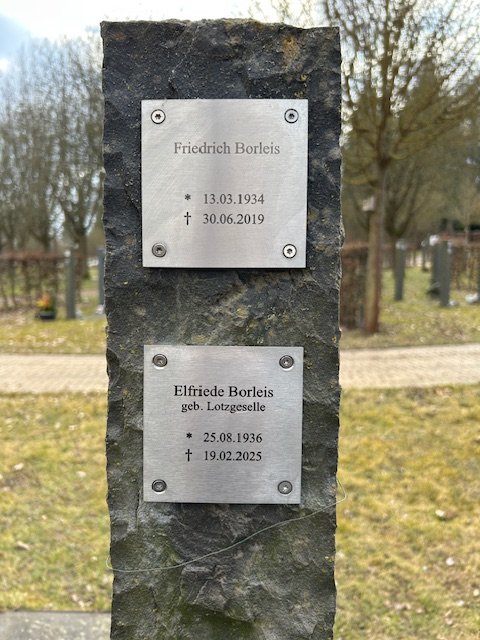 Friedrich Borleis
* 13.03.1934
† 30.06.2019
Elfriede Borleis
geb. Lotzgeselle
* 25.08.1936
† 19.02.2025